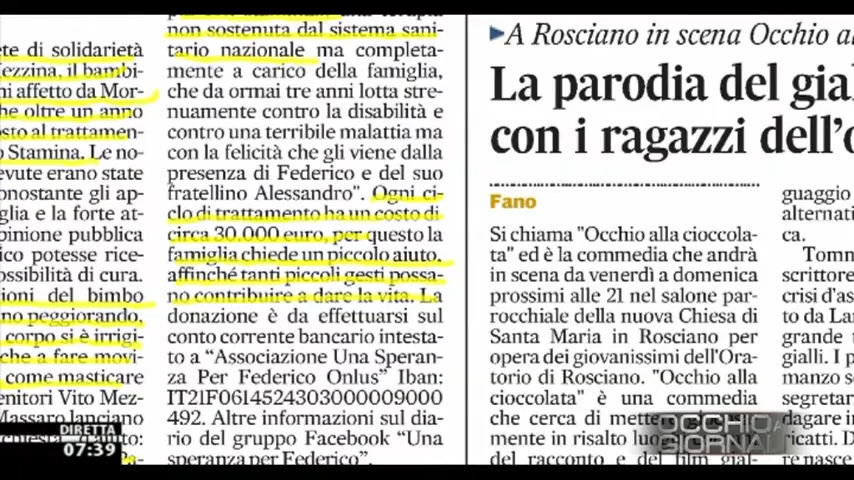 ete di solidarietà
Mezzina, il bambi-
ni affetto da Mor-
he oltre un anno
osto al trattamen-
o Stamina. Le no-
evute erano state
onostante gli ap-
glia e la forte at-
pinione pubblica
ico potesse rice-
ossibilità di cura.
ioni del bimbo
no peggiorando,
corpo si è irrigi-
che a fare movi-
come masticare
enitori Vito Mez-
Massaro lanciano
non sostenuta dal sistema sani-
tario nazionale ma completa-
mente a carico della famiglia,
che da ormai tre anni lotta stre-
nuamente contro la disabilità e
contro una terribile malattia ma
con la felicità che gli viene dalla
presenza di Federico e del suo
fratellino Alessandro". Ogni ci-
clo di trattamento ha un costo di
circa 30.000 euro, per questo la
famiglia chiede un piccolo aiuto,
affinché tanti piccoli gesti possa-
no contribuire a dare la vita. La
donazione è da effettuarsi sul
conto corrente bancario intesta-
to a "Associazione Una Speran-
za Per Federico Onlus" Iban:
IT21F0614524303000009000
492. Altre informazioni sul dia-
rio del gruppo Facebook "Una
speranza per Federico".
A Rosciano in scena Occhio al
La parodia del gial
con i ragazzi dell'o
Fano
Si chiama "Occhio alla cioccola-
ta" ed è la commedia che andrà
in scena da venerdì a domenica
prossimi alle 21 nel salone par-
rocchiale della nuova Chiesa di
Santa Maria in Rosciano per
opera dei giovanissimi dell'Ora-
torio di Rosciano. "Occhio alla
cioccolata" è una commedia
che cerca di mette
mente in risalto
del racconto e del film gial-
guaggio
alternati
ca.
Tomm
scrittore
crisi d'as
to da Lan
grande
gialli. I p
manzo s
segretar
dagare in
ricatti. D
DIRETTA
07:39
OCCHIO A
GIORNAL